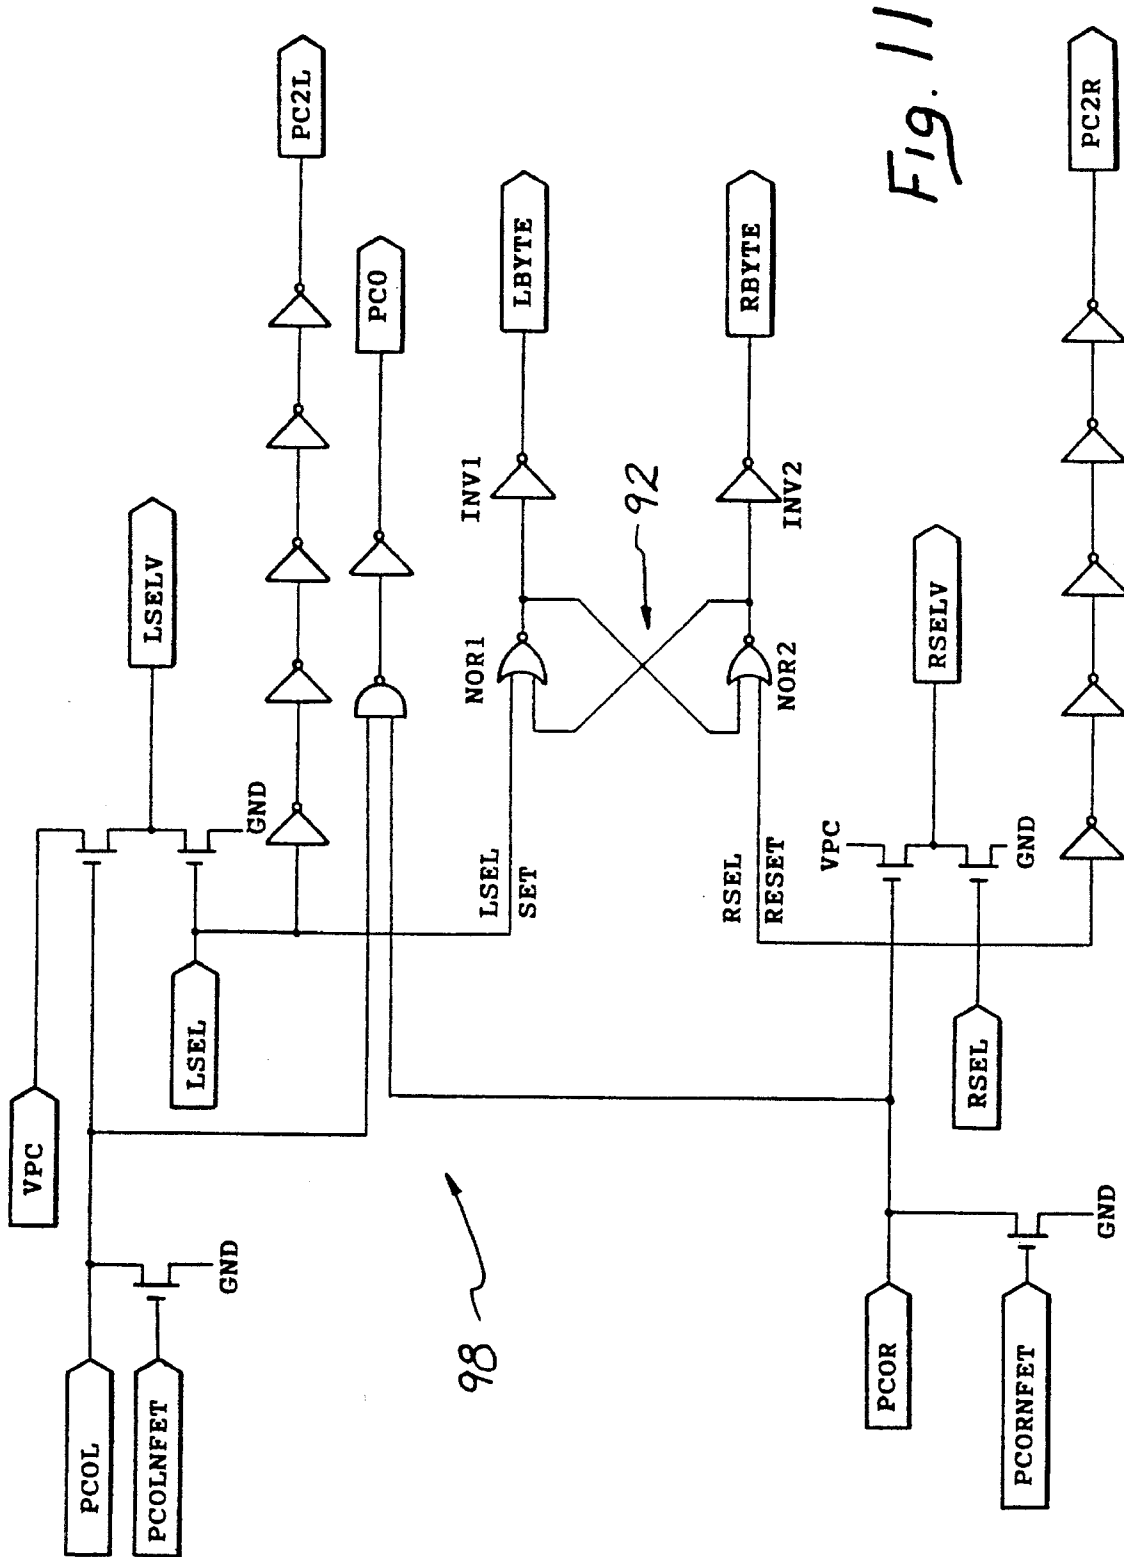 PCOL
PCOLNFET
GND
VPC
LSEL
GND
LSELV
PC2L
PC0
LSEL
SET
NOR1
INV1
LBYTE
92
RSEL
RESET
NOR2
INV2
RBYTE
98
PCOR
PCORNFET
GND
RSEL
VPC
GND
RSELV
PC2R
Fig. 11